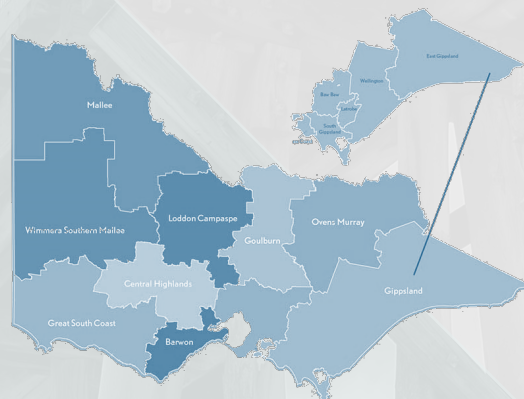 East Gippsland
Wellington
Baw Baw
Latrobe
South
Gippsland
Mallee
Loddon Campaspe
Ovens Murray
Wimmera Southern Mallee
Goulburn
Central Highlands
Gippsland
Great South Coast
Barwon